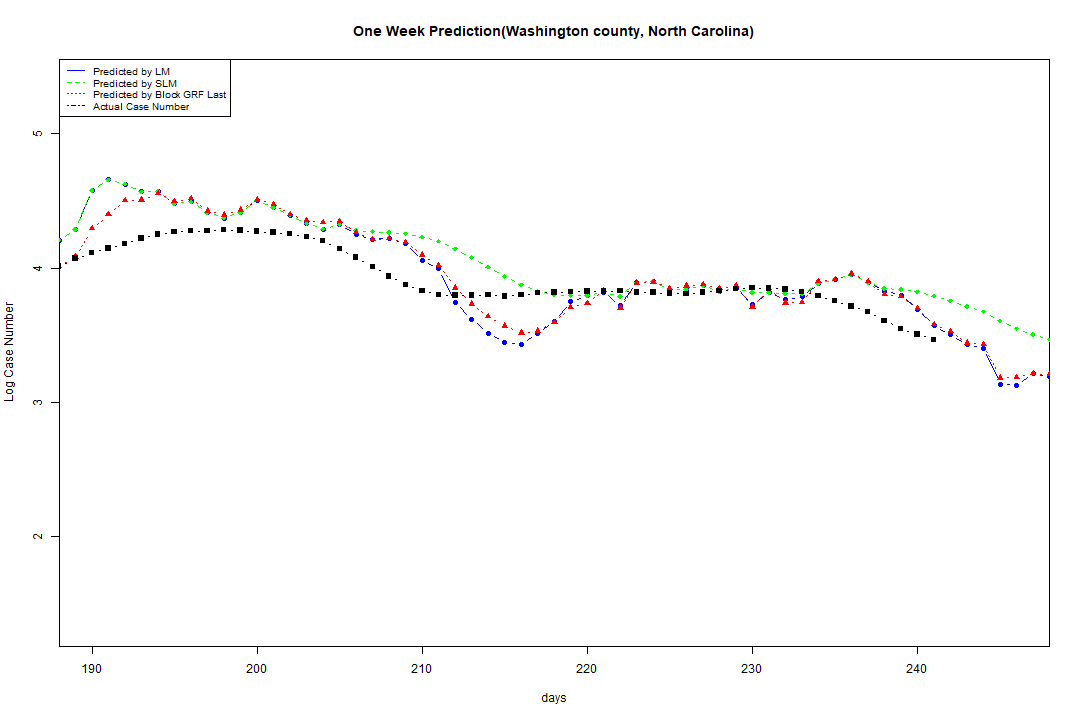 One Week Prediction(Washington county, North Carolina)
Predicted by LM
Predicted by SLM
Predicted by Block GRF Last
Actual Case Number
5
4
3
2
Log Case Number
190 200 210 220 230 240
days